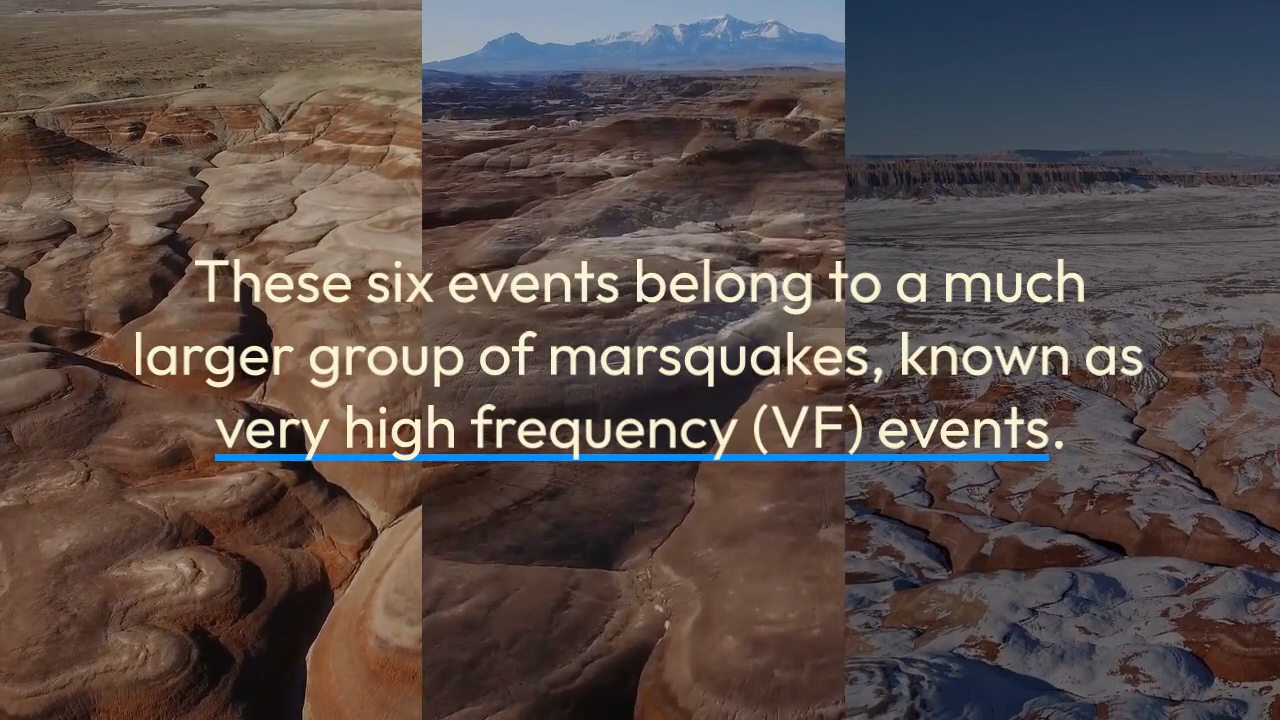 These six events belong to a much
larger group of marsquakes, known as
very high frequency (VF) events.